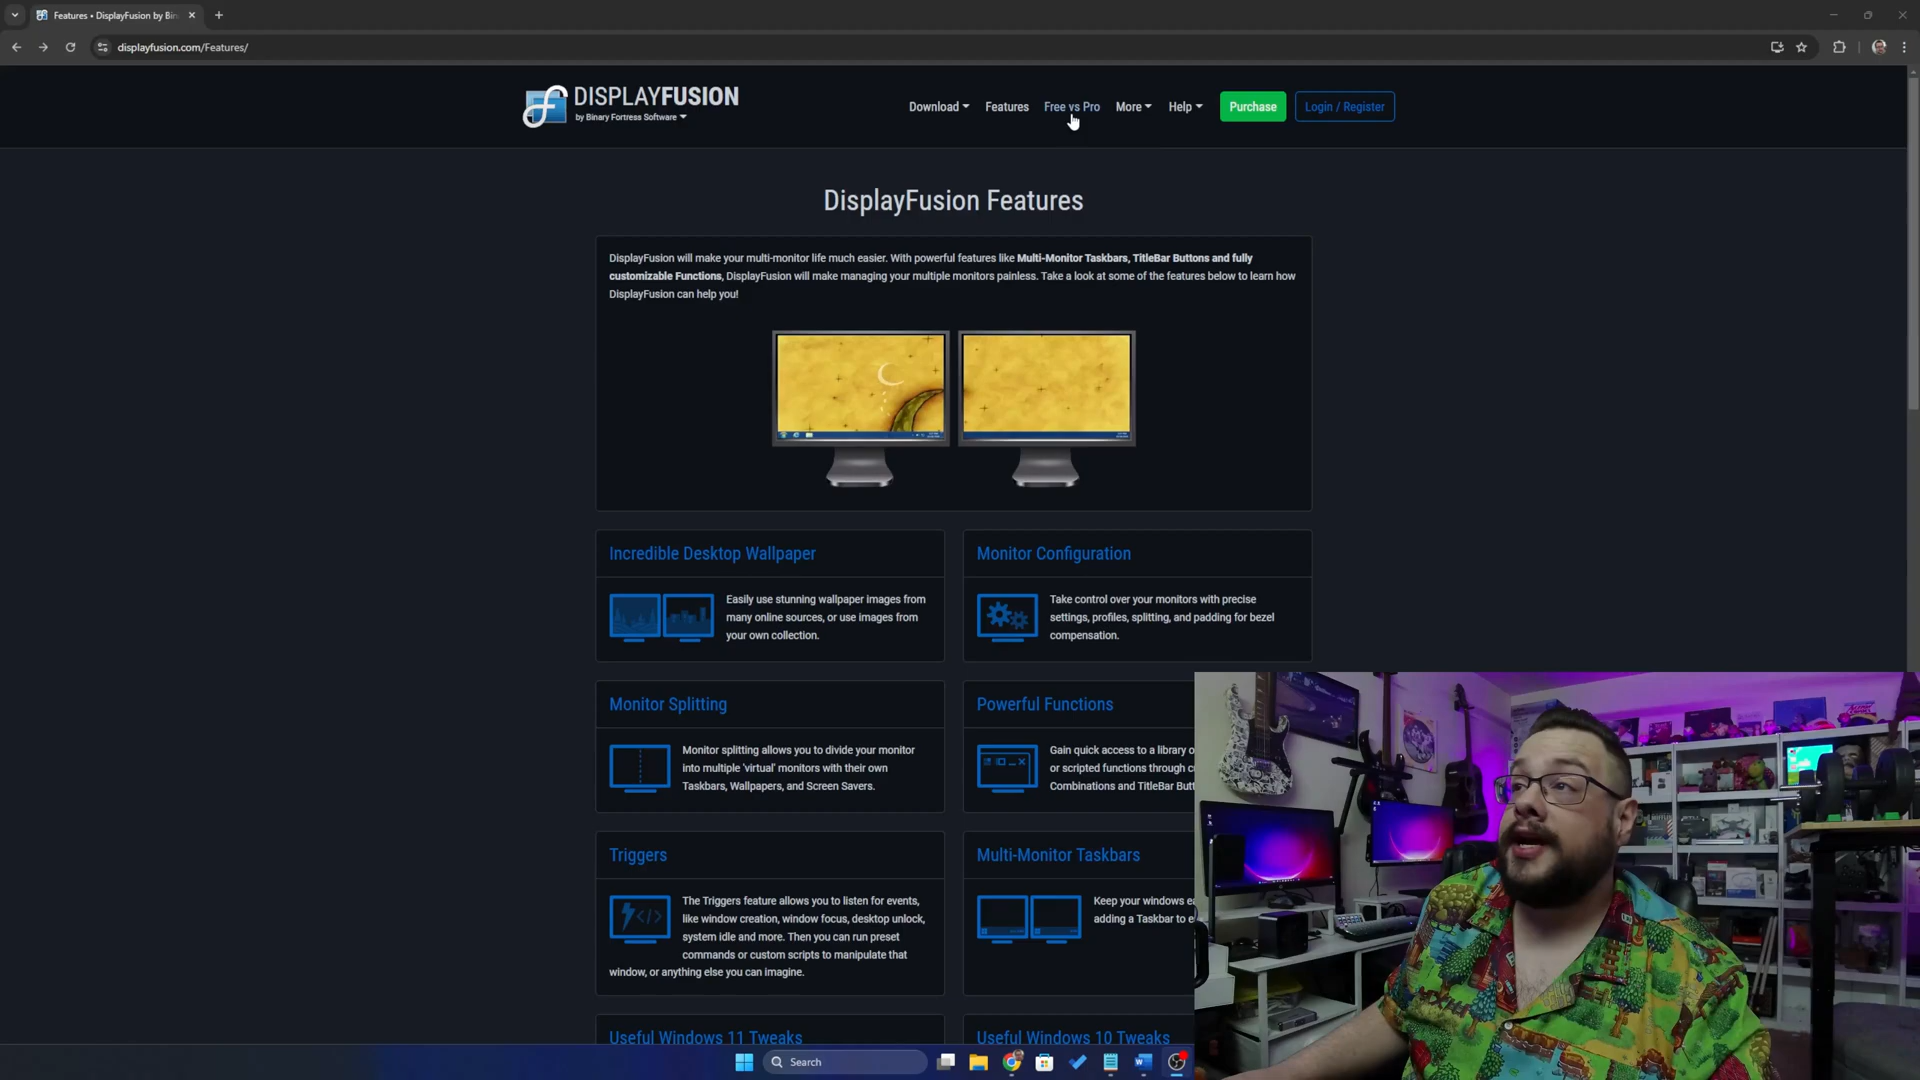 Features • DisplayFusion by Bin
displayfusion.com/Features/
DISPLAYFUSION
by Binary Fortress Software
Download
Features
Free vs Pro
More
Help
Purchase
Login / Register
DisplayFusion Features
DisplayFusion will make your multi-monitor life much easier. With powerful features like Multi-Monitor Taskbars, TitleBar Buttons and fully
customizable Functions, DisplayFusion will make managing your multiple monitors painless. Take a look at some of the features below to learn how
DisplayFusion can help you!
Incredible Desktop Wallpaper
Easily use stunning wallpaper images from
many online sources, or use images from
your own collection.
Monitor Configuration
Take control over your monitors with precise
settings, profiles, splitting, and padding for bezel
compensation.
Monitor Splitting
Monitor splitting allows you to divide your monitor
into multiple 'virtual' monitors with their own
Taskbars, Wallpapers, and Screen Savers.
Powerful Functions
Gain quick access to a library o
or scripted functions through c
Combinations and TitleBar But
Triggers
The Triggers feature allows you to listen for events,
like window creation, window focus, desktop unlock,
system idle and more. Then you can run preset
commands or custom scripts to manipulate that
window, or anything else you can imagine.
Multi-Monitor Taskbars
Keep your windows ea
adding a Taskbar to e
Useful Windows 11 Tweaks
Useful Windows 10 Tweaks
Search